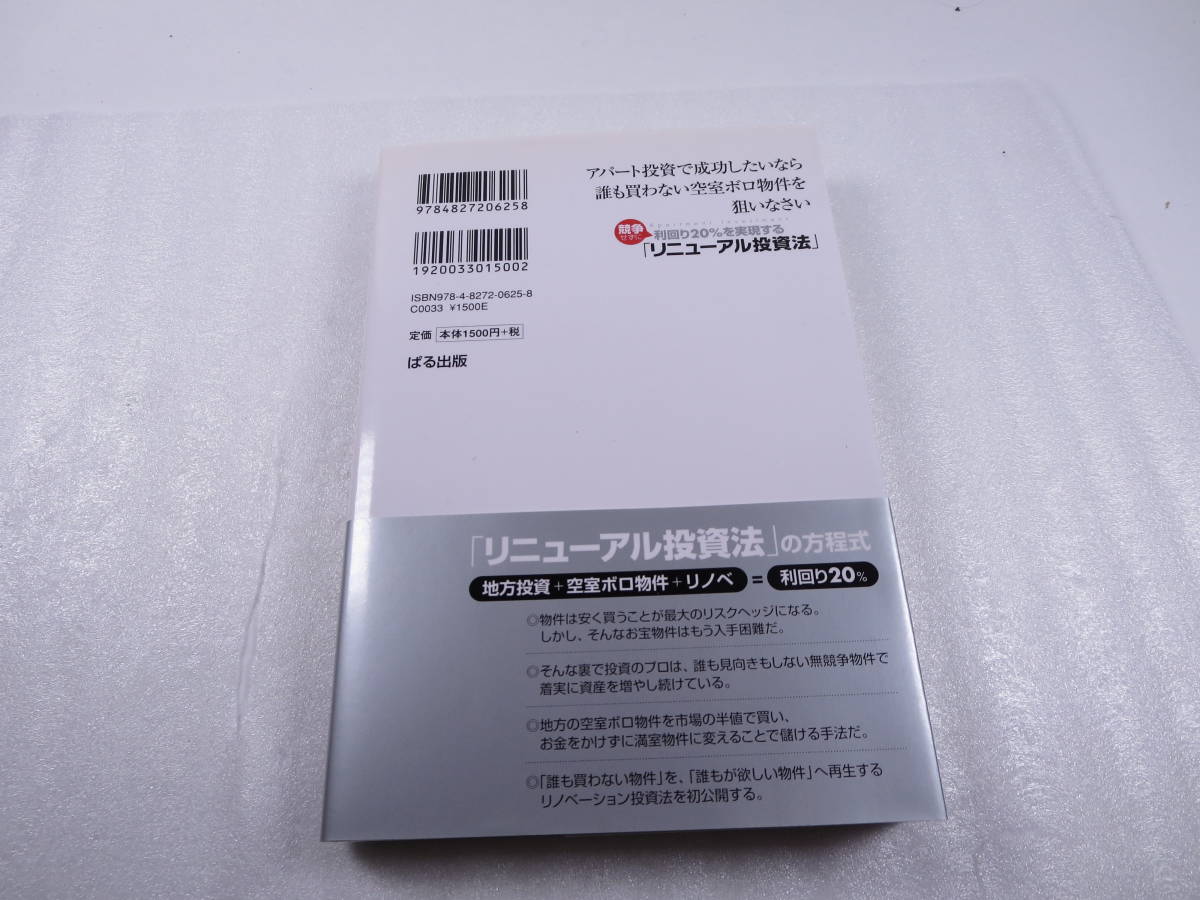 9784827206258
1920033015002
ISBN978-4-8272-0625-8
C0033 ¥1500E
定価 本体1500円+税
ぱる出版
アパート投資で成功したいなら
誰も買わない空室ボロ物件を
狙いなさい
Apartment Investment
競争せずに
利回り20%を実現する
「リニューアル投資法」
「リニューアル投資法」の方程式
地方投資+空室ボロ物件+リノベ = 利回り20%
◎物件は安く買うことが最大のリスクヘッジになる。
しかし、そんなお宝物件はもう入手困難だ。
◎そんな裏で投資のプロは、誰も見向きもしない無競争物件で
着実に資産を増やし続けている。
◎地方の空室ボロ物件を市場の半値で買い、
お金をかけずに満室物件に変えることで儲ける手法だ。
◎「誰も買わない物件」を、「誰もが欲しい物件」へ再生する
リノベーション投資法を初公開する。